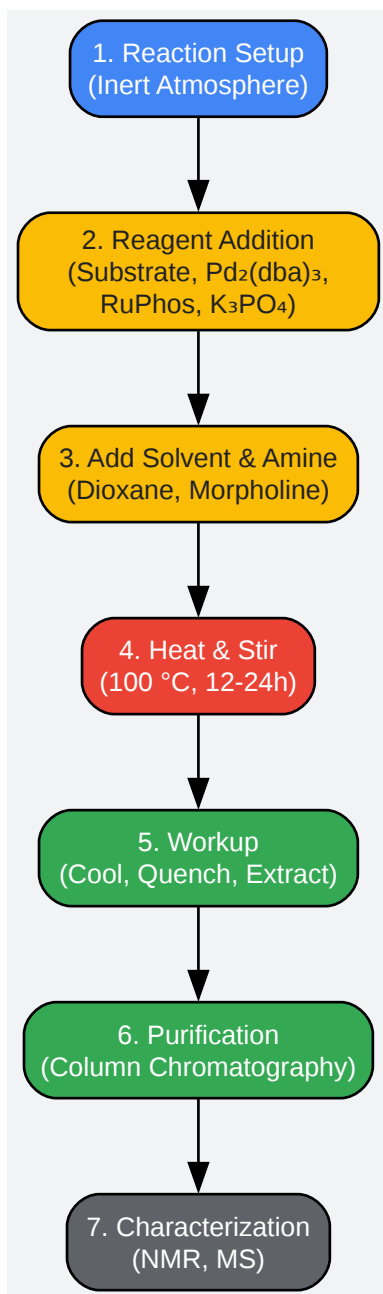 1. Reaction Setup
(Inert Atmosphere)
2. Reagent Addition
(Substrate, Pd₂(dba)₃,
RuPhos, K₃PO₄)
3. Add Solvent & Amine
(Dioxane, Morpholine)
4. Heat & Stir
(100 °C, 12-24h)
5. Workup
(Cool, Quench, Extract)
6. Purification
(Column Chromatography)
7. Characterization
(NMR, MS)